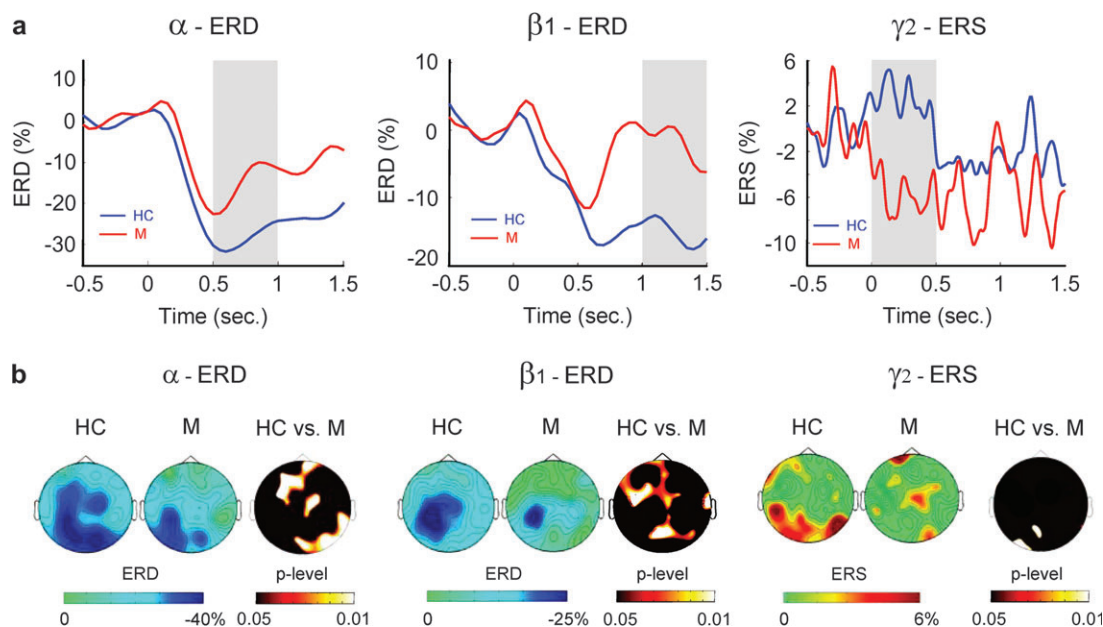 a
α - ERD
β1 - ERD
γ2 - ERS
ERD (%)
10
0
-10
-20
-30
HC
M
-0.5 0 0.5 1 1.5
Time (sec.)
ERD (%)
10
0
-10
-20
HC
M
-0.5 0 0.5 1 1.5
Time (sec.)
ERS (%)
6
2
-2
-6
-10
HC
M
-0.5 0 0.5 1 1.5
Time (sec.)
b
α - ERD
β1 - ERD
γ2 - ERS
HC M HC vs. M
HC M HC vs. M
HC M HC vs. M
ERD p-level
0 -40% 0.05 0.01
ERD p-level
0 -25% 0.05 0.01
ERS p-level
0 6% 0.05 0.01